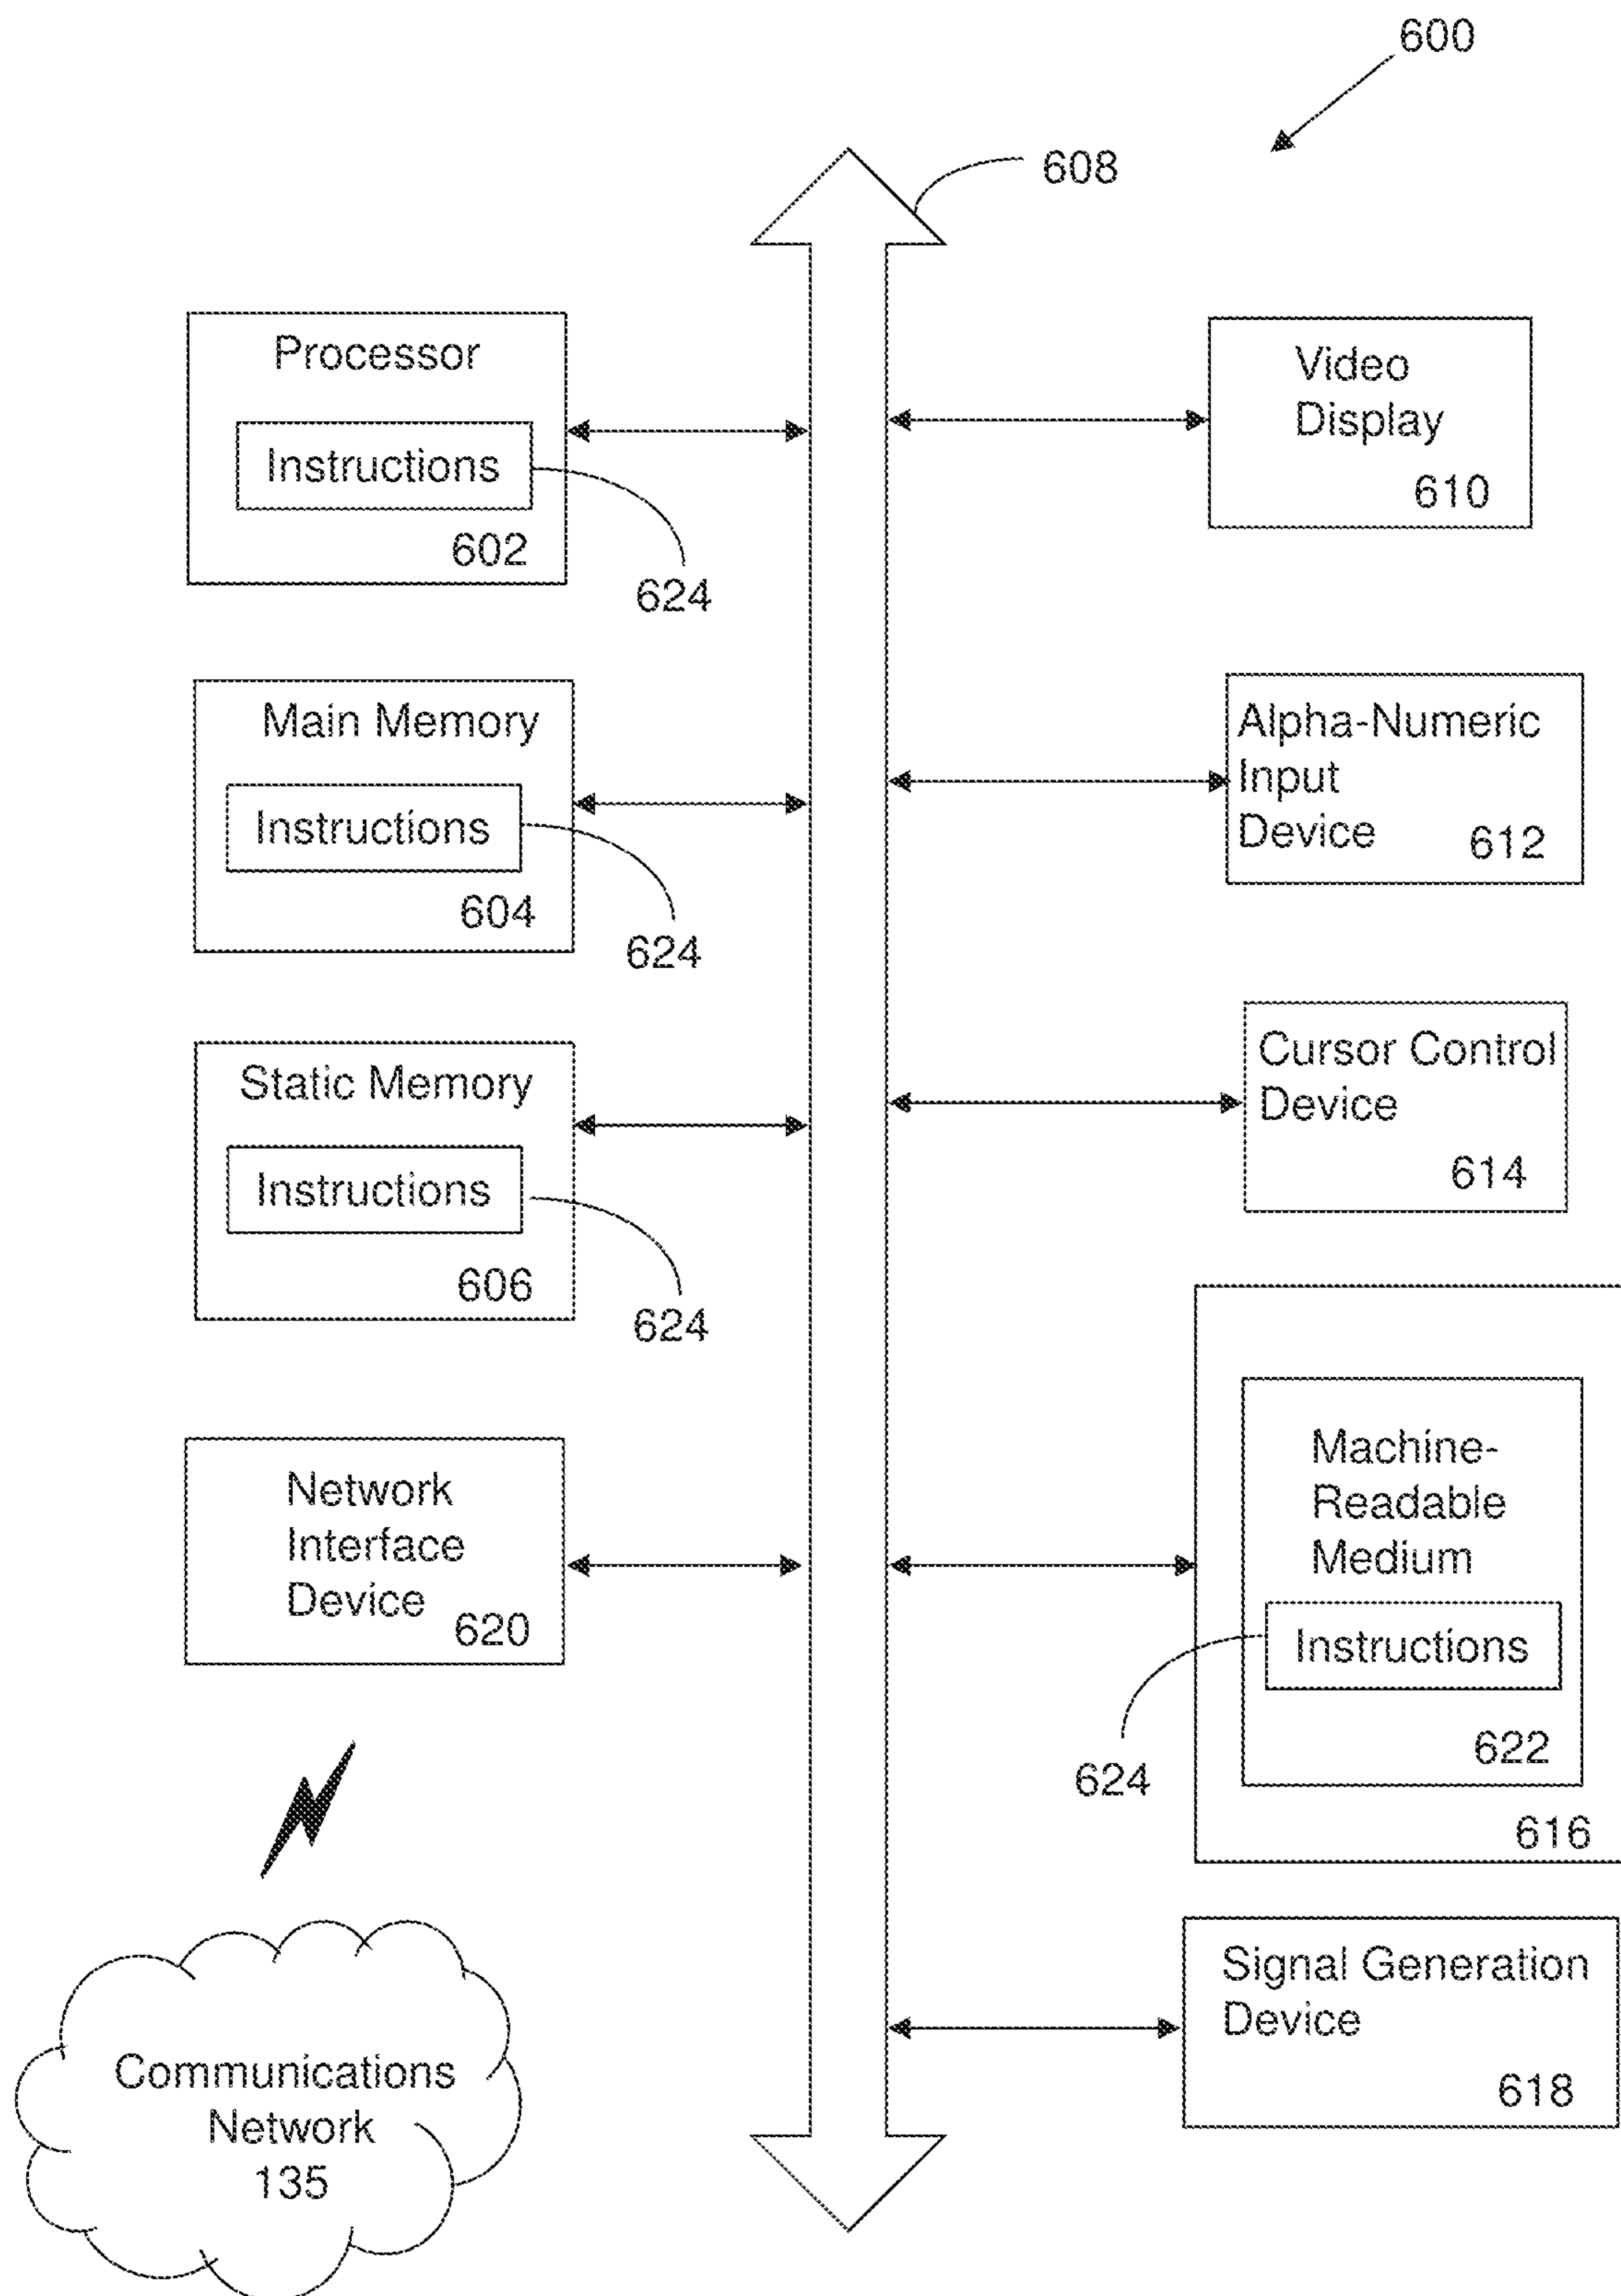 600
608
Processor
Instructions
602
624
Main Memory
Instructions
604
624
Static Memory
Instructions
606
624
Network
Interface
Device
620
Communications
Network
135
Video
Display
610
Alpha-Numeric
Input
Device
612
Cursor Control
Device
614
Machine-
Readable
Medium
Instructions
622
624
616
Signal Generation
Device
618